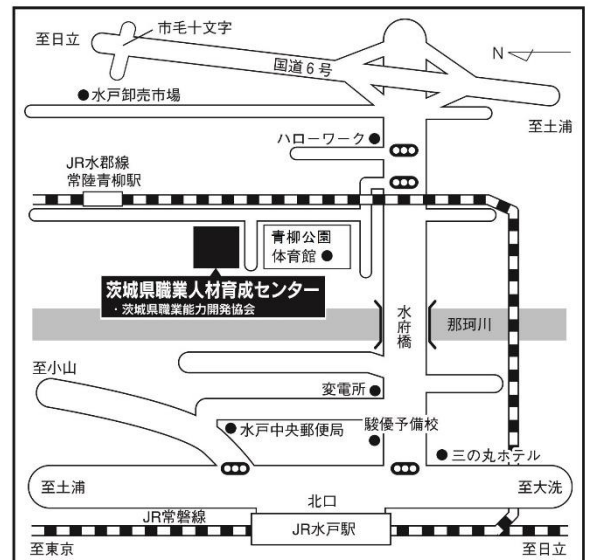 市毛十文字
至日立
国道6号
N
水戸卸売市場
至土浦
ハローワーク
JR水郡線
常陸青柳駅
青柳公園
体育館
茨城県職業人材育成センター
・茨城県職業能力開発協会
水府橋
那珂川
至小山
変電所
水戸中央郵便局
駿優予備校
三の丸ホテル
至土浦
北口
至大洗
JR常磐線
JR水戸駅
至東京
至日立